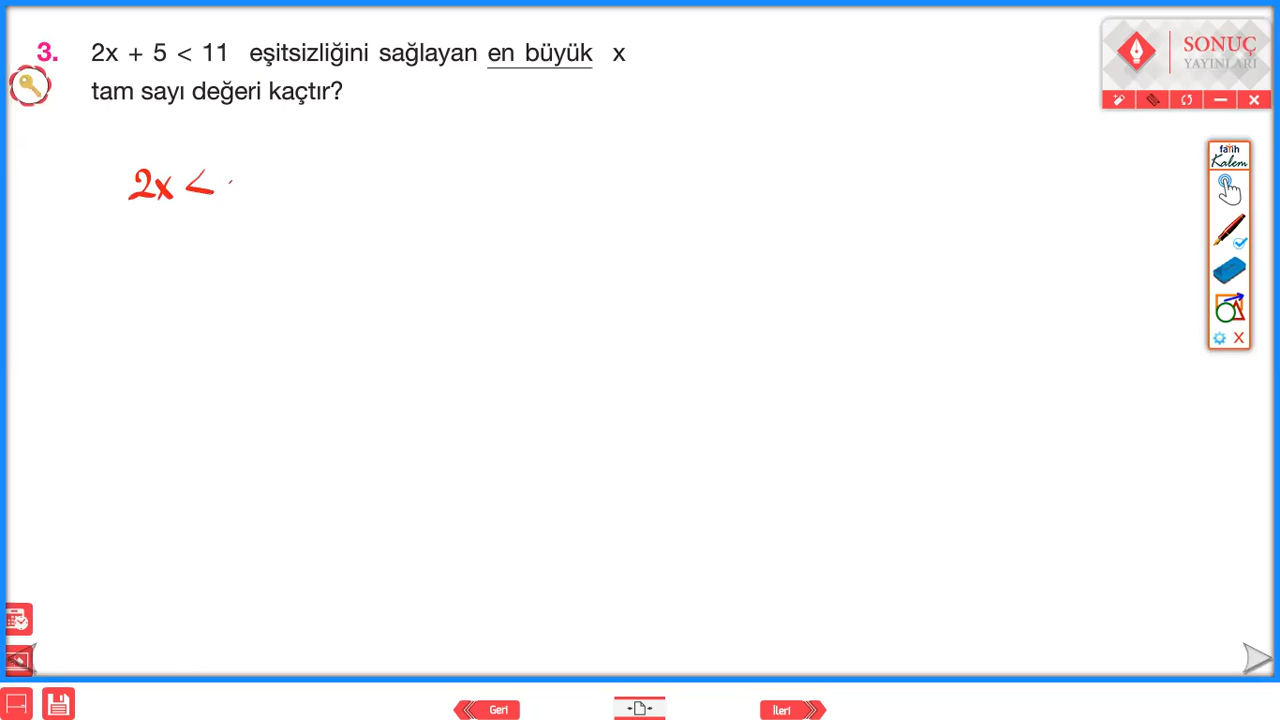 3. 2x + 5 < 11 eşitsizliğini sağlayan en büyük x
tam sayı değeri kaçtır?
2x <
SONUÇ
YAYINLARI
fatih
Kalem
Geri
İleri